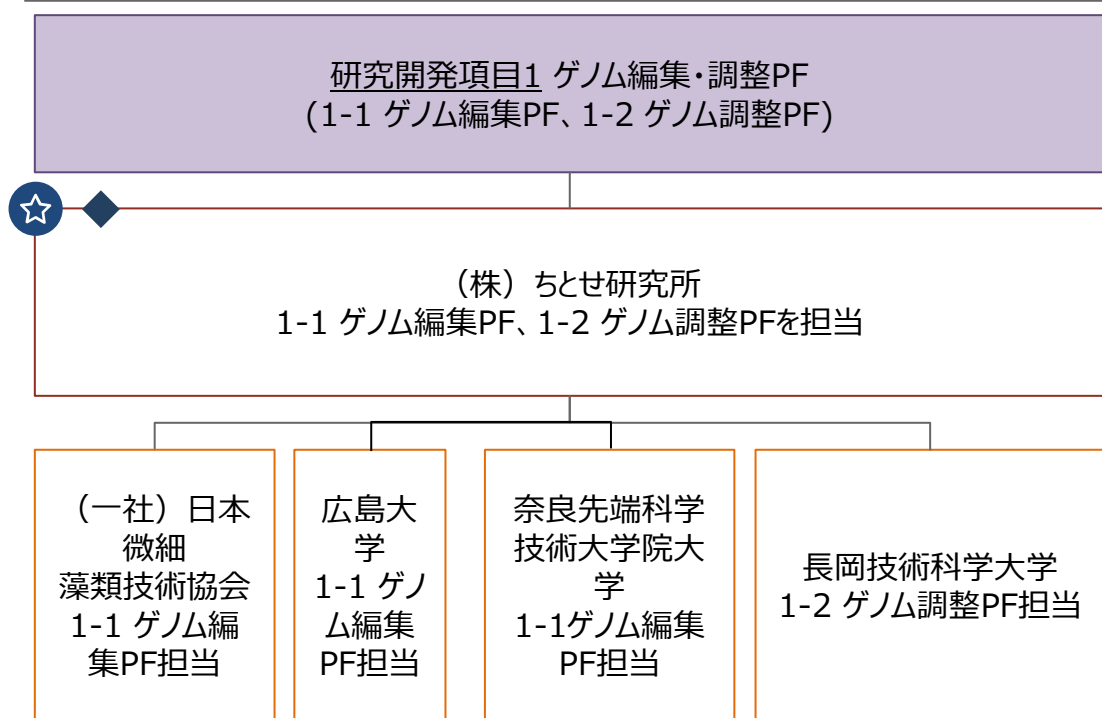 研究開発項目1 ゲノム編集・調整PF
(1-1 ゲノム編集PF、1-2 ゲノム調整PF)
（株）ちとせ研究所
1-1 ゲノム編集PF、1-2 ゲノム調整PFを担当
（一社）日本
微細
藻類技術協会
1-1 ゲノム編
集PF担当
広島大
学
1-1 ゲノ
ム編集
PF担当
奈良先端科学
技術大学院大
学
1-1ゲノム編集
PF担当
長岡技術科学大学
1-2 ゲノム調整PF担当